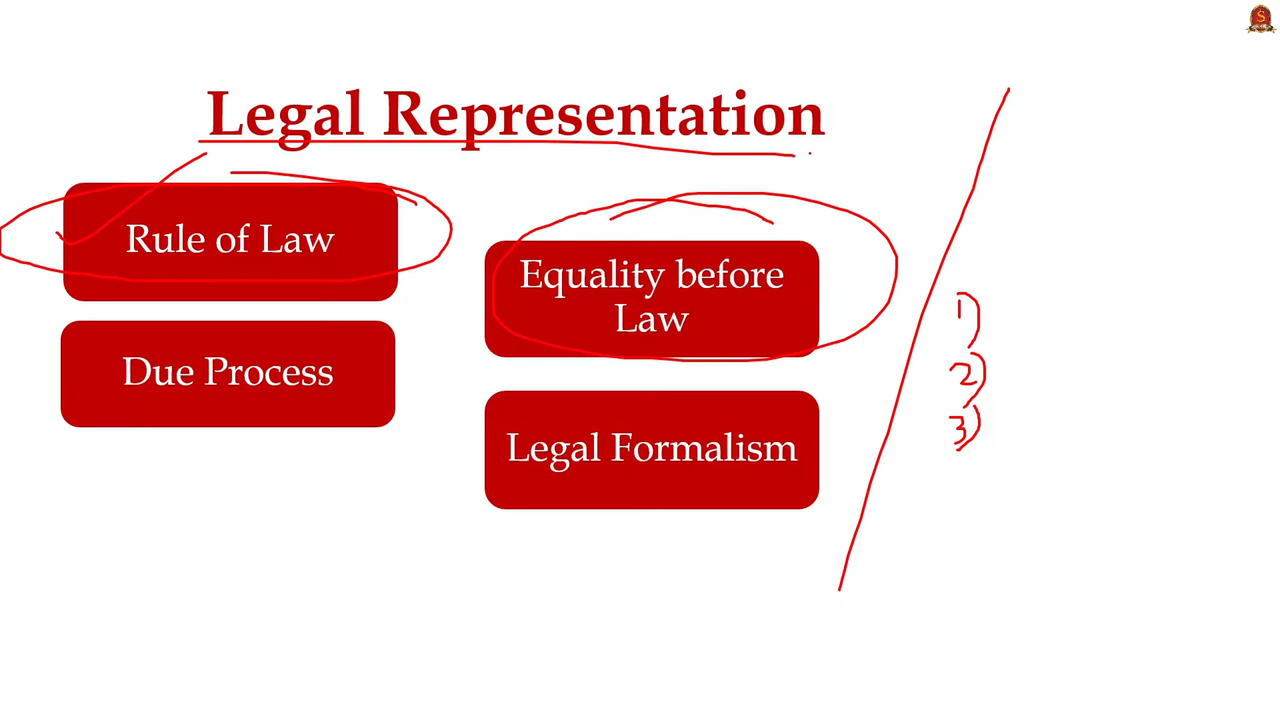 Legal Representation
Rule of Law
Equality before
Law
Due Process
Legal Formalism
1)
2)
3)